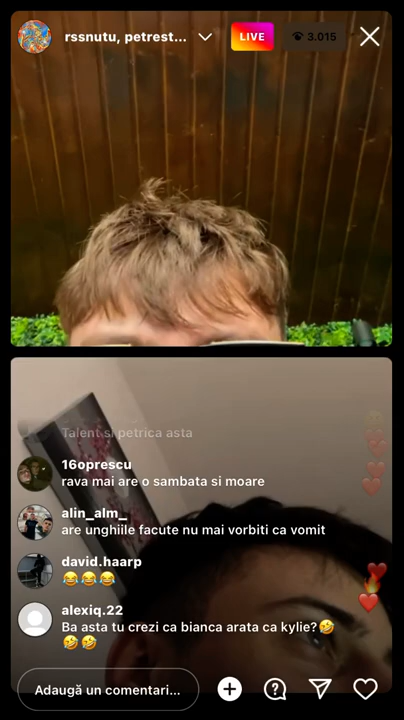 rssnutu, petrest...
LIVE
3.015
Talent si petrica asta
16oprescu
rava mai are o sambata si moare
alin_alm_
are unghiile facute nu mai vorbiti ca vomit
david.haarp
😂😂😂
alexiq.22
Ba asta tu crezi ca bianca arata ca kylie?🤣
🤣🤣
Adaugă un comentari...